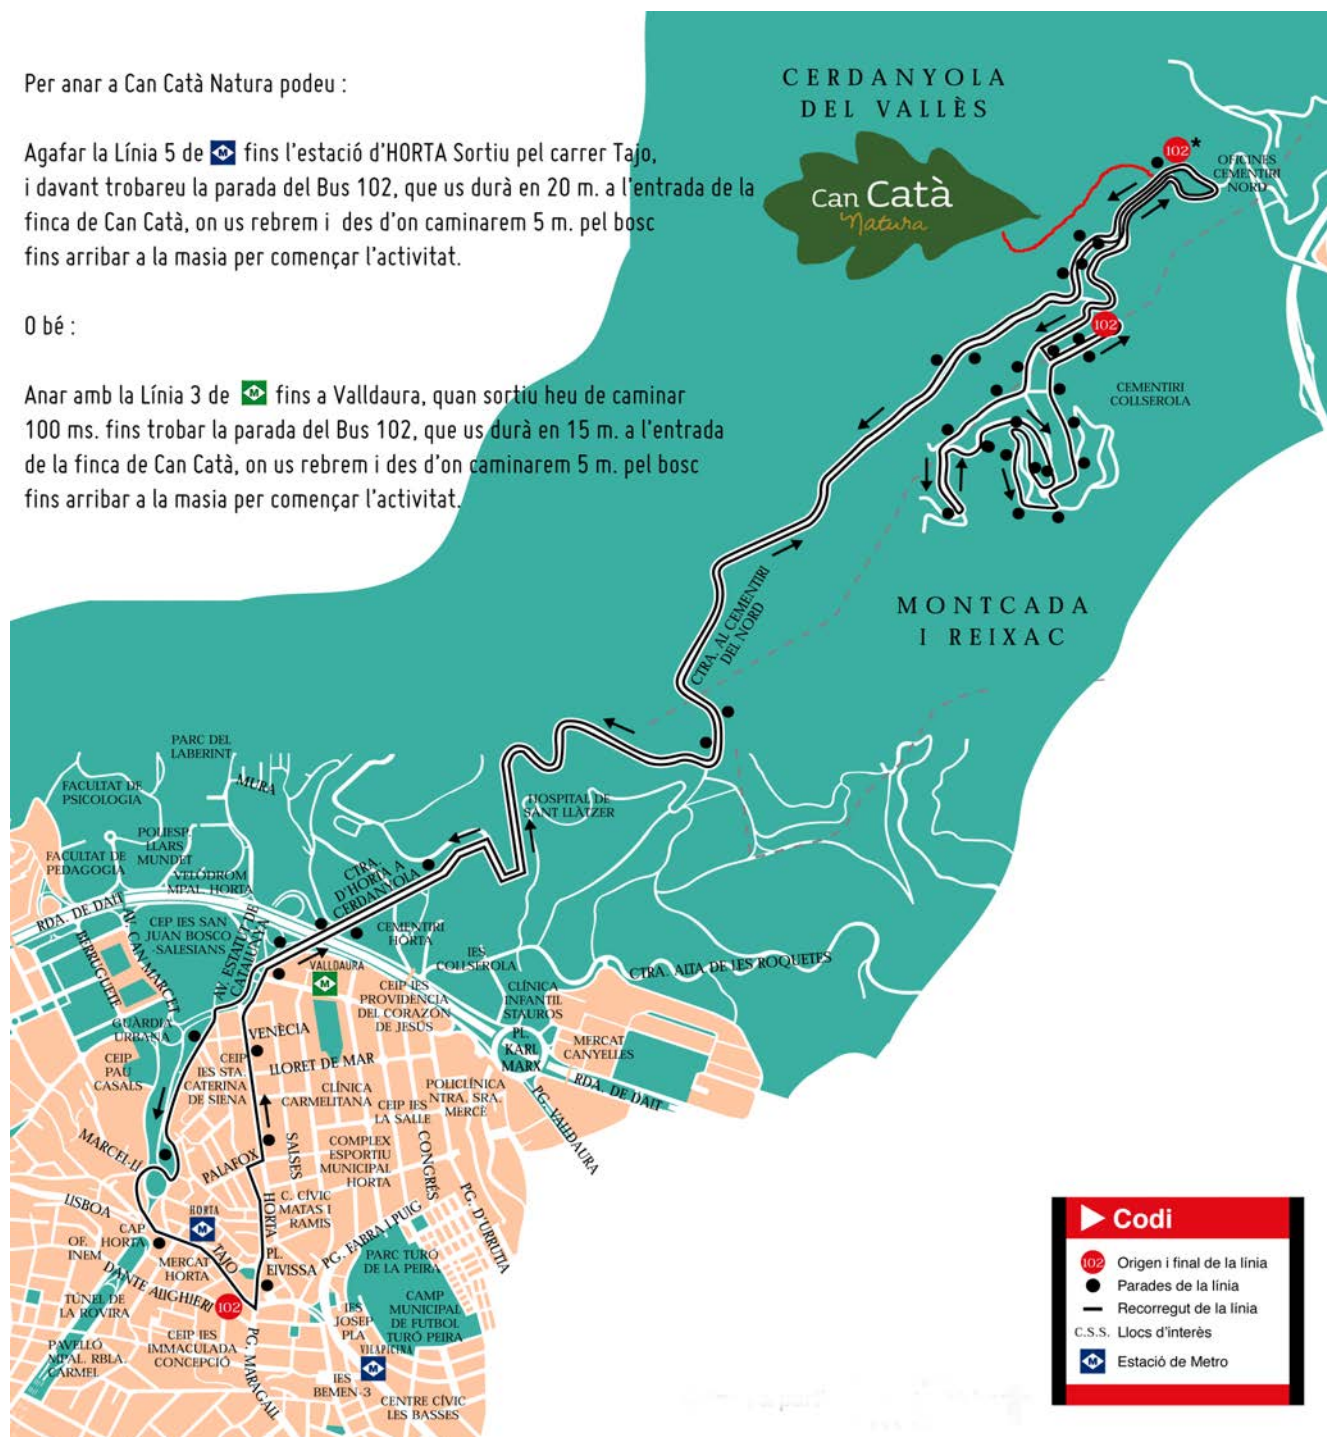 Per anar a Can Catà Natura podeu :
Agafar la Línia 5 de M fins l'estació d'HORTA Sortiu pel carrer Tajo,
i davant trobareu la parada del Bus 102, que us durà en 20 m. a l'entrada de la
finca de Can Catà, on us rebrem i des d'on caminarem 5 m. pel bosc
fins arribar a la masia per començar l'activitat.
O bé :
Anar amb la Línia 3 de M fins a Valldaura, quan sortiu heu de caminar
100 ms. fins trobar la parada del Bus 102, que us durà en 15 m. a l'entrada
de la finca de Can Catà, on us rebrem i des d'on caminarem 5 m. pel bosc
fins arribar a la masia per començar l'activitat.
CERDANYOLA
DEL VALLÈS
Can Catà
Natura
102*
OFICINES
CEMENTIRI
NORD
102
CEMENTIRI
COLLSEROLA
MONTCADA
I REIXAC
CTRA. AL CEMENTIRI
DEL NORD
PARC DEL
LABERINT
MURA
FACULTAT DE
PSICOLOGIA
HOSPITAL DE
SANT LLÀTZER
POLIESP.
LLARS
MUNDET
FACULTAT DE
PEDAGOGIA
VELÒDROM
MPAL. HORTA
CTRA.
D'HORTA A
CERDANYOLA
RDA. DE DALT
AV. CAN MARCET
BERRUGUETE
CEP IES SAN
JUAN BOSCO
-SALESIANS
AV. ESTATUT DE
CATALUNYA
CEMENTIRI
HORTA
IES.
COLLSEROLA
CTRA. ALTA DE LES ROQUETES
VALLDAURA
M
CEIP IES
PROVIDÈNCIA
DEL CORAZÓN
DE JESÚS
CLÍNICA
INFANTIL
STAUROS
GUÀRDIA
URBANA
VENÈCIA
PL.
KARL
MARX
MERCAT
CANYELLES
CEIP
PAU
CASALS
CEIP
IES STA.
CATERINA
DE SIENA
LLORET DE MAR
RDA. DE DALT
CLÍNICA
CARMELITANA
CEIP IES
LA SALLE
POLICLÍNICA
NTRA. SRA.
MERCÈ
PG. VALLDAURA
MARCEL·LÍ
PALAFOX
SALSES
COMPLEX
ESPORTIU
MUNICIPAL
HORTA
CONGRÉS
PG. D'URRUTIA
LISBOA
HORTA
M
HORTA
C. CÍVIC
MATAS I
RAMIS
PG. FABRA I PUIG
CAP
HORTA
OF.
INEM
TAJO
MERCAT
HORTA
PL.
EIVISSA
PARC TURÓ
DE LA PEIRA
DANTE ALIGHIERI
102
TÚNEL DE
LA ROVIRA
IES
JOSEP
PLA
CAMP
MUNICIPAL
DE FUTBOL
TURÓ PEIRA
CEIP IES
IMMACULADA
CONCEPCIÓ
PG. MARAGALL
VILAPICINA
M
PAVELLÓ
MPAL. RBLA.
CARMEL
IES
BEMEN-3
CENTRE CÍVIC
LES BASSES
Codi
102 Origen i final de la línia
Parades de la línia
Recorregut de la línia
C.S.S. Llocs d'interès
M Estació de Metro